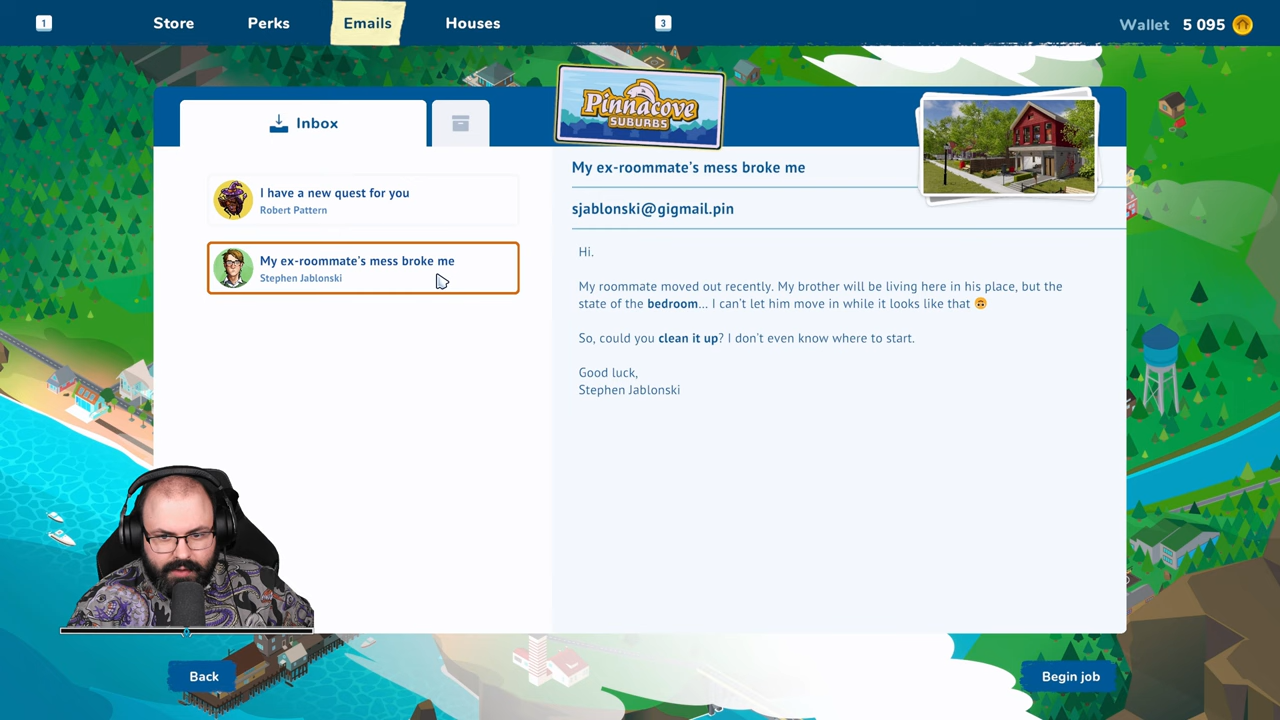 1
Store
Perks
Emails
Houses
3
Wallet 5 095
Inbox
Pinnacove
SUBURBS
I have a new quest for you
Robert Pattern
My ex-roommate's mess broke me
Stephen Jablonski
My ex-roommate's mess broke me
sjablonski@gigmail.pin
Hi.
My roommate moved out recently. My brother will be living here in his place, but the
state of the bedroom... I can't let him move in while it looks like that 🙃
So, could you clean it up? I don't even know where to start.
Good luck,
Stephen Jablonski
Back
Begin job